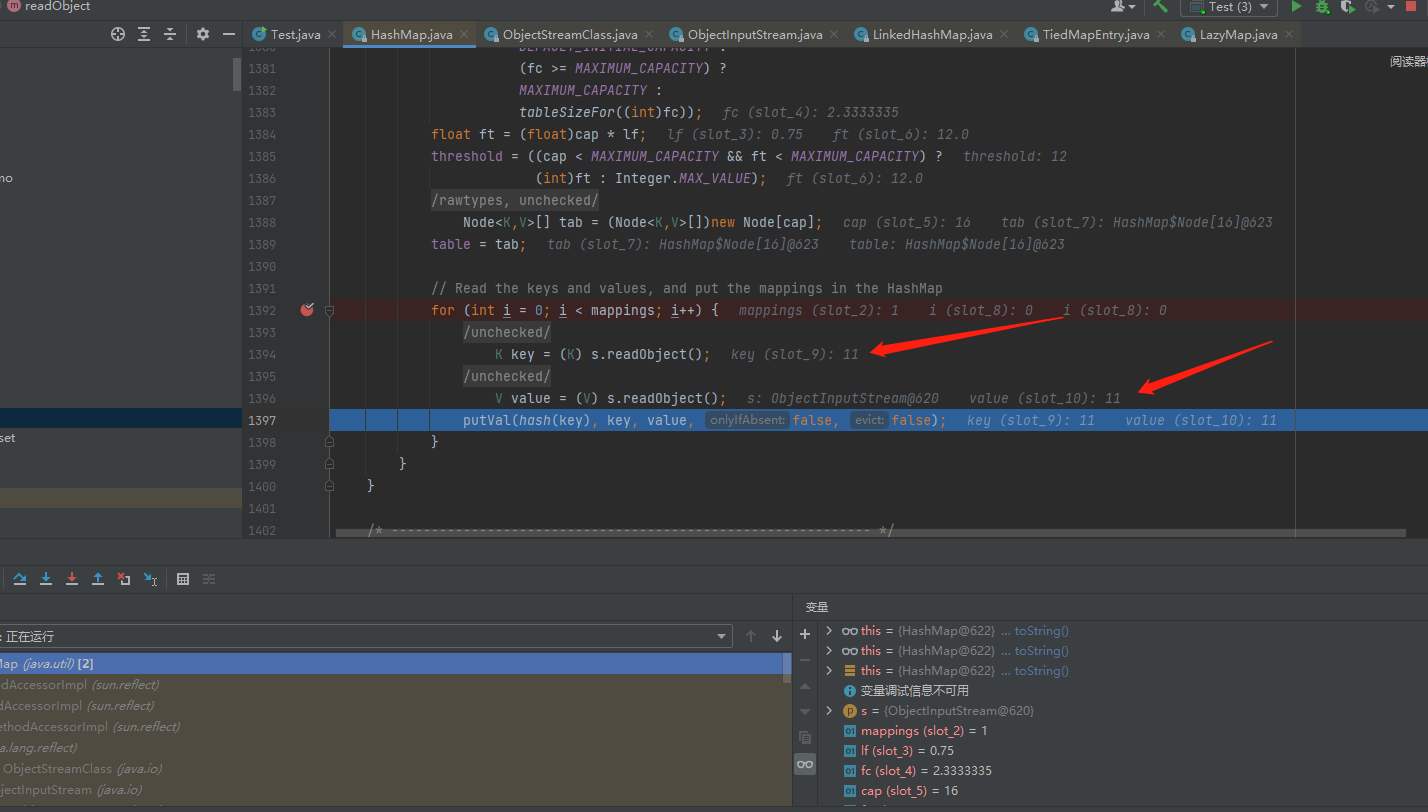 readObject
Test (3)
Test.java
HashMap.java
ObjectStreamClass.java
ObjectInputStream.java
LinkedHashMap.java
TiedMapEntry.java
LazyMap.java
1381 (fc >= MAXIMUM_CAPACITY) ?
1382 MAXIMUM_CAPACITY :
1383 tableSizeFor((int)fc)); fc (slot_4): 2.3333335
1384 float ft = (float)cap * lf; lf (slot_3): 0.75 ft (slot_6): 12.0
1385 threshold = ((cap < MAXIMUM_CAPACITY && ft < MAXIMUM_CAPACITY) ? threshold: 12
1386 (int)ft : Integer.MAX_VALUE); ft (slot_6): 12.0
1387 /rawtypes, unchecked/
1388 Node<K,V>[] tab = (Node<K,V>[])new Node[cap]; cap (slot_5): 16 tab (slot_7): HashMap$Node[16]@623
1389 table = tab; tab (slot_7): HashMap$Node[16]@623 table: HashMap$Node[16]@623
1390
1391 // Read the keys and values, and put the mappings in the HashMap
1392 for (int i = 0; i < mappings; i++) { mappings (slot_2): 1 i (slot_8): 0 i (slot_8): 0
1393 /unchecked/
1394 K key = (K) s.readObject(); key (slot_9): 11
1395 /unchecked/
1396 V value = (V) s.readObject(); s: ObjectInputStream@620 value (slot_10): 11
1397 putVal(hash(key), key, value, onlyIfAbsent: false, evict: false); key (slot_9): 11 value (slot_10): 11
1398 }
1399 }
1400 }
1401
1402 /* ------------------------------------------------------------ */
阅读器
no
set
: 正在运行
Map (java.util) [2]
dAccessorImpl (sun.reflect)
dAccessorImpl (sun.reflect)
ethodAccessorImpl (sun.reflect)
a.lang.reflect)
ObjectStreamClass (java.io)
jectInputStream (java.io)
变量
this = {HashMap@622} ... toString()
this = {HashMap@622} ... toString()
this = {HashMap@622} ... toString()
变量调试信息不可用
s = {ObjectInputStream@620}
mappings (slot_2) = 1
lf (slot_3) = 0.75
fc (slot_4) = 2.3333335
cap (slot_5) = 16